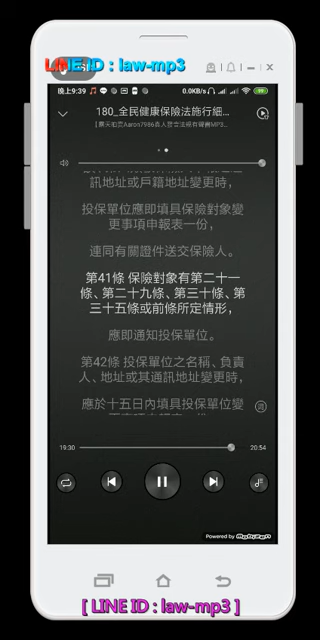 LINE ID : law-mp3
晚上9:39
0.0KB/s
180_全民健康保險法施行細...
訊地址或戶籍地址變更時，
投保單位應即填具保險對象變
更事項申報表一份，
連同有關證件送交保險人。
第41條 保險對象有第二十一
條、第二十九條、第三十條、第
三十五條或前條所定情形，
應即通知投保單位。
第42條 投保單位之名稱、負責
人、地址或其通訊地址變更時，
應於十五日內填具投保單位變
19:30
20:54
Powered by
[ LINE ID : law-mp3 ]